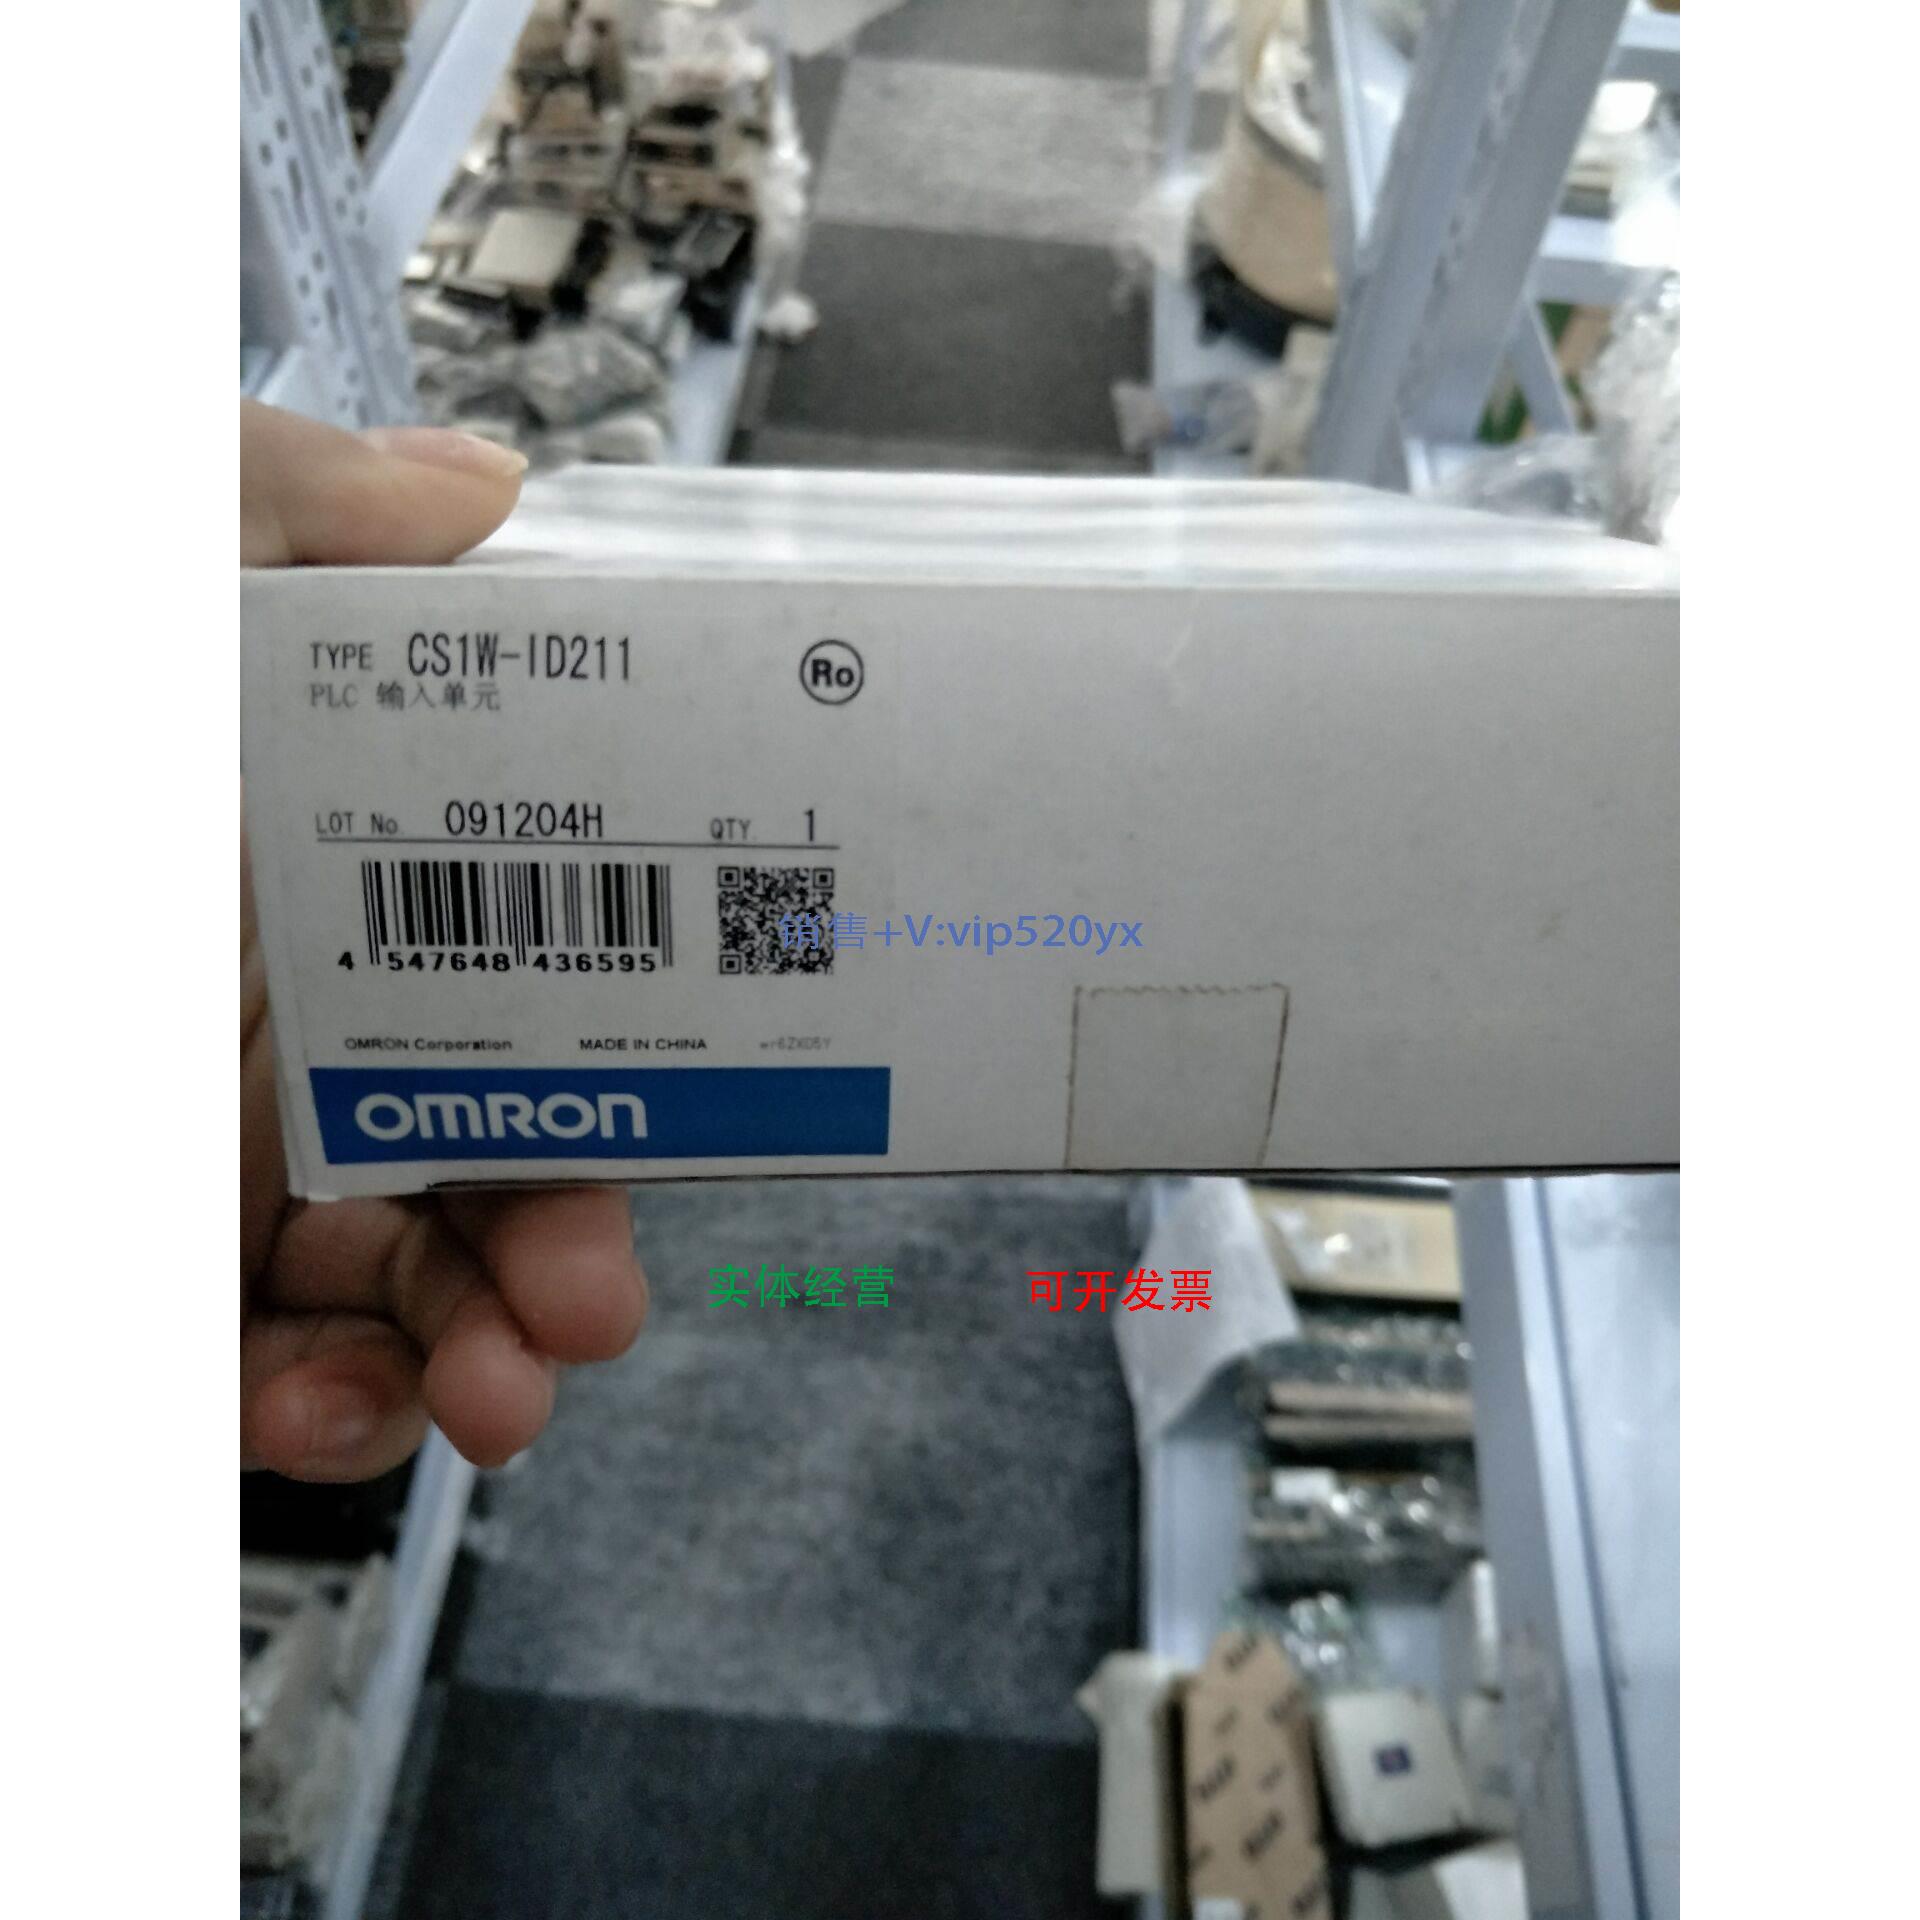 TYPE CS1W-ID211
Ro
PLC 输入单元
LOT No. 091204H QTY. 1
4 547648 436595
销售+V:vip520yx
OMRON Corporation MADE IN CHINA
OMRON
实体经营 可开发票